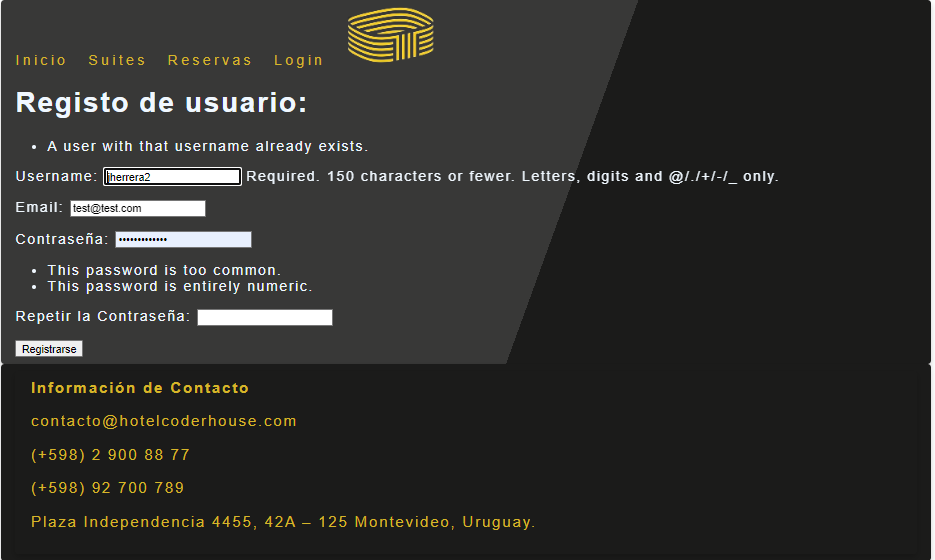 Inicio Suites Reservas Login
Registo de usuario:
• A user with that username already exists.
Username: jherrera2 Required. 150 characters or fewer. Letters, digits and @/./+/-/_ only.
Email: test@test.com
Contraseña: •••••••••••••
• This password is too common.
• This password is entirely numeric.
Repetir la Contraseña:
Registrarse
Información de Contacto
contacto@hotelcoderhouse.com
(+598) 2 900 88 77
(+598) 92 700 789
Plaza Independencia 4455, 42A – 125 Montevideo, Uruguay.